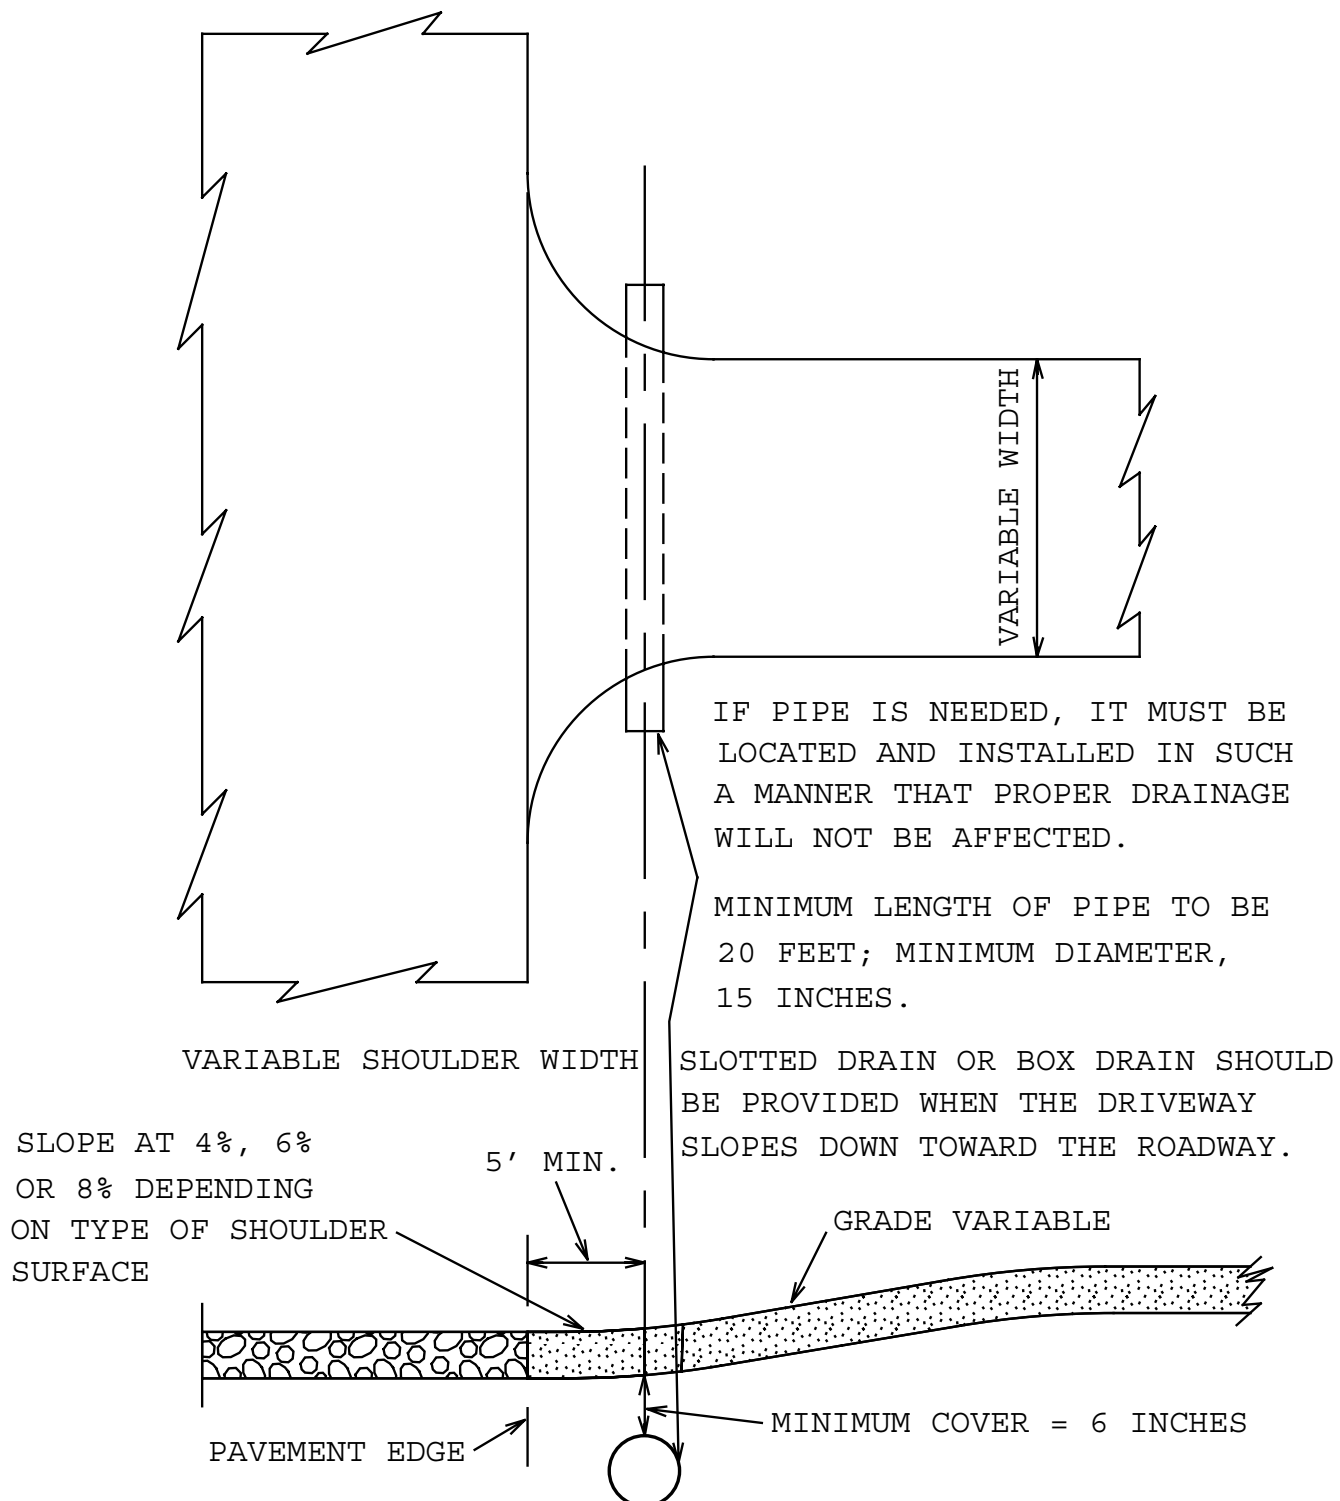 VARIABLE WIDTH
IF PIPE IS NEEDED, IT MUST BE
LOCATED AND INSTALLED IN SUCH
A MANNER THAT PROPER DRAINAGE
WILL NOT BE AFFECTED.
MINIMUM LENGTH OF PIPE TO BE
20 FEET; MINIMUM DIAMETER,
15 INCHES.
VARIABLE SHOULDER WIDTH
SLOTTED DRAIN OR BOX DRAIN SHOULD
BE PROVIDED WHEN THE DRIVEWAY
SLOPES DOWN TOWARD THE ROADWAY.
SLOPE AT 4%, 6%
OR 8% DEPENDING
ON TYPE OF SHOULDER
SURFACE
5' MIN.
GRADE VARIABLE
MINIMUM COVER = 6 INCHES
PAVEMENT EDGE